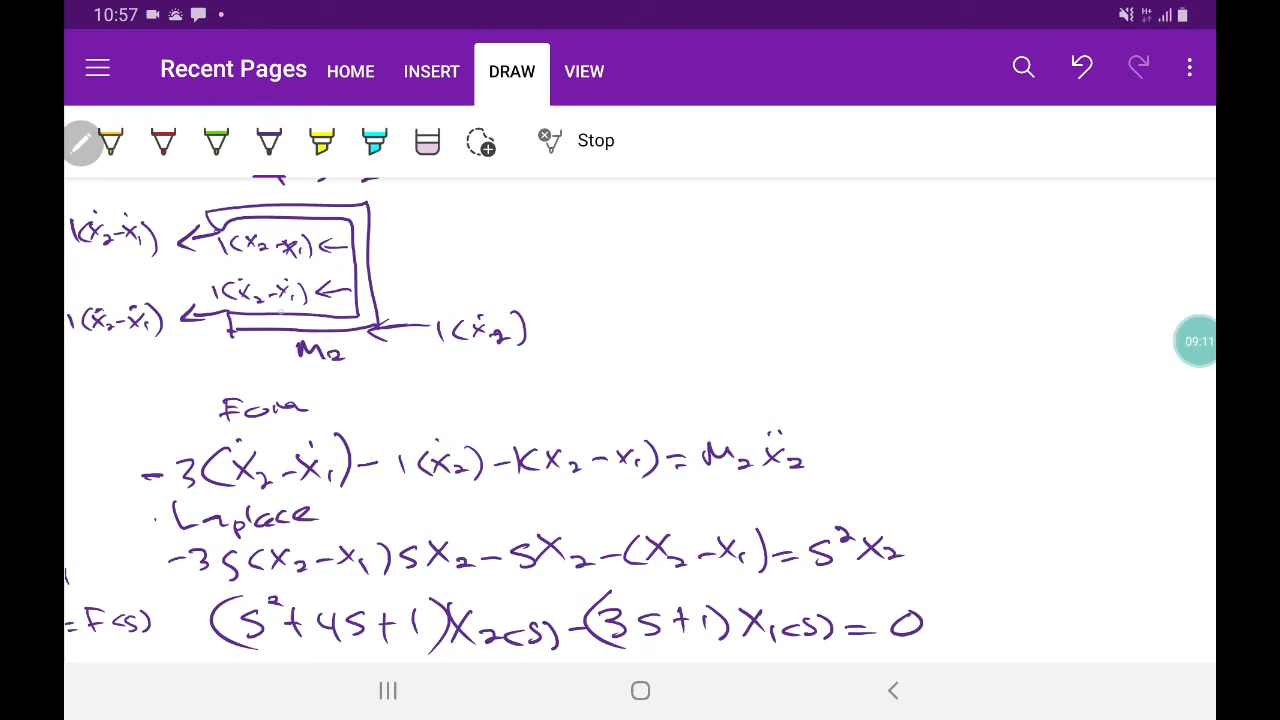 10:57
Recent Pages HOME INSERT DRAW VIEW
Stop
1(ẋ₂-ẋ₁)
1(x₂-x₁)
1(ẋ₂-ẋ₁)
1(ẋ₂-ẋ₁)
1(ẋ₂)
M₂
09:11
-3(ẋ₂-ẋ₁)-1(ẋ₂)-K(x₂-x₁)=M₂ẍ₂
Laplace
-3S(X₂-X₁)SX₂-SX₂-(X₂-X₁)=S²X₂
=F(s)
(S²+4S+1)X₂(s)-(3S+1)X₁(s)=0